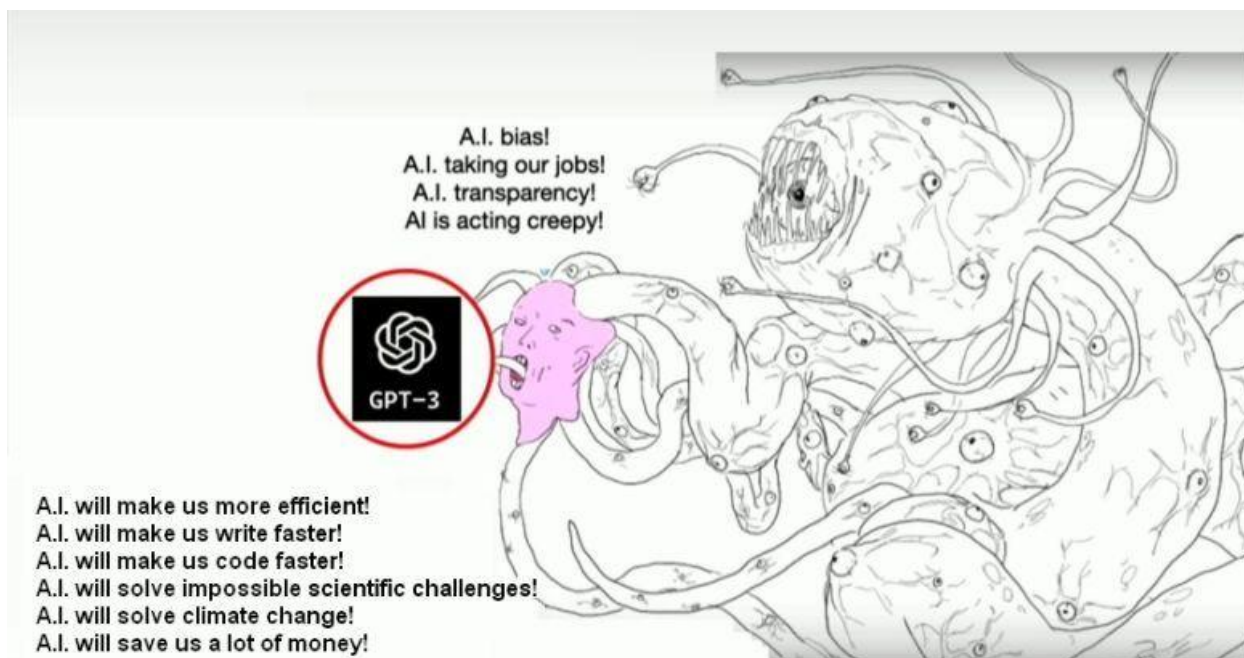 A.I. bias!
A.I. taking our jobs!
A.I. transparency!
AI is acting creepy!
GPT-3
A.I. will make us more efficient!
A.I. will make us write faster!
A.I. will make us code faster!
A.I. will solve impossible scientific challenges!
A.I. will solve climate change!
A.I. will save us a lot of money!